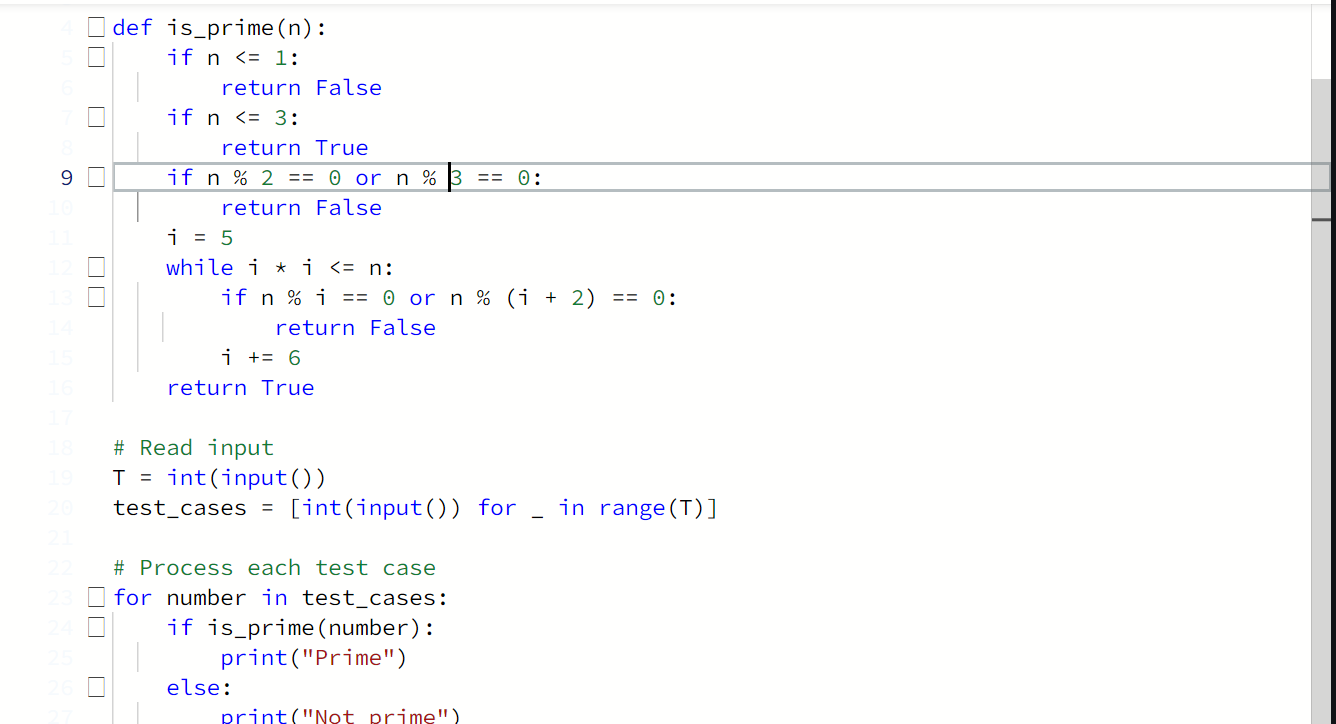 4 def is_prime(n):
5     if n <= 1:
6         return False
7     if n <= 3:
8         return True
9     if n % 2 == 0 or n % 3 == 0:
10         return False
11     i = 5
12     while i * i <= n:
13         if n % i == 0 or n % (i + 2) == 0:
14             return False
15         i += 6
16     return True
17
18 # Read input
19 T = int(input())
20 test_cases = [int(input()) for _ in range(T)]
21
22 # Process each test case
23 for number in test_cases:
24     if is_prime(number):
25         print("Prime")
26     else:
27         print("Not prime")